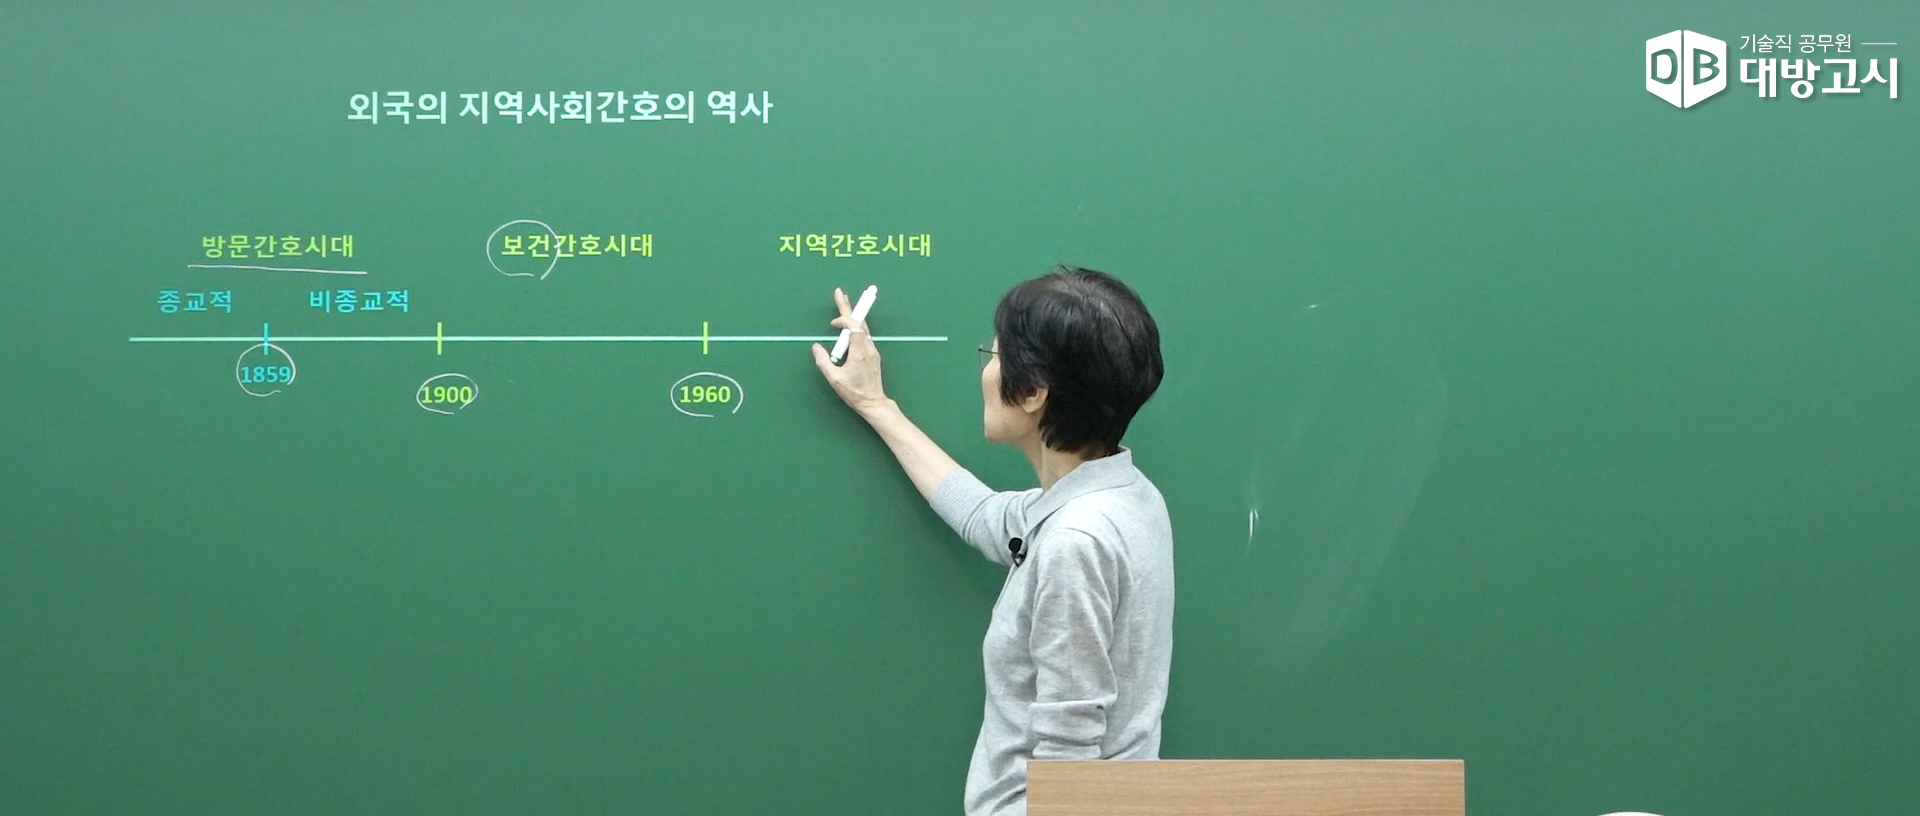 기술직 공무원
DB 대방고시
외국의 지역사회간호의 역사
방문간호시대 보건간호시대 지역간호시대
종교적 비종교적
1859
1900 1960